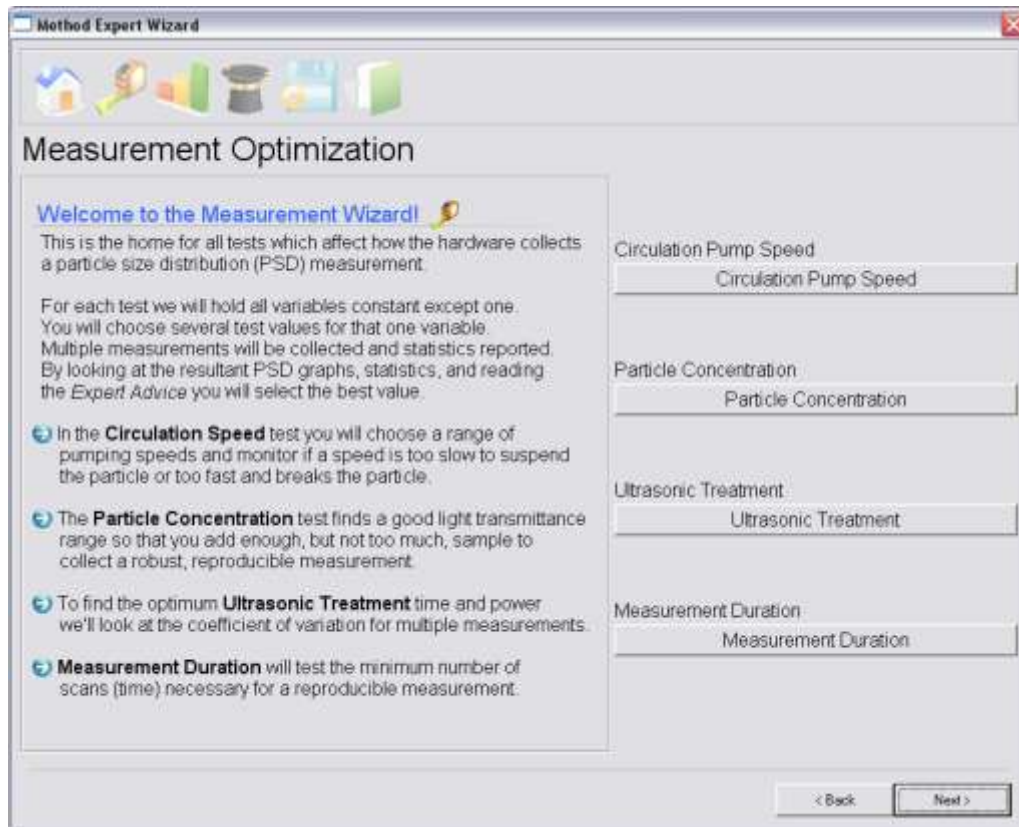 Method Expert Wizard
Measurement Optimization
Welcome to the Measurement Wizard!
This is the home for all tests which affect how the hardware collects
a particle size distribution (PSD) measurement.
For each test we will hold all variables constant except one.
You will choose several test values for that one variable.
Multiple measurements will be collected and statistics reported.
By looking at the resultant PSD graphs, statistics, and reading
the Expert Advice you will select the best value.
In the Circulation Speed test you will choose a range of
pumping speeds and monitor if a speed is too slow to suspend
the particle or too fast and breaks the particle.
The Particle Concentration test finds a good light transmittance
range so that you add enough, but not too much, sample to
collect a robust, reproducible measurement.
To find the optimum Ultrasonic Treatment time and power
we'll look at the coefficient of variation for multiple measurements.
Measurement Duration will test the minimum number of
scans (time) necessary for a reproducible measurement.
Circulation Pump Speed
Circulation Pump Speed
Particle Concentration
Particle Concentration
Ultrasonic Treatment
Ultrasonic Treatment
Measurement Duration
Measurement Duration
< Back
Next >